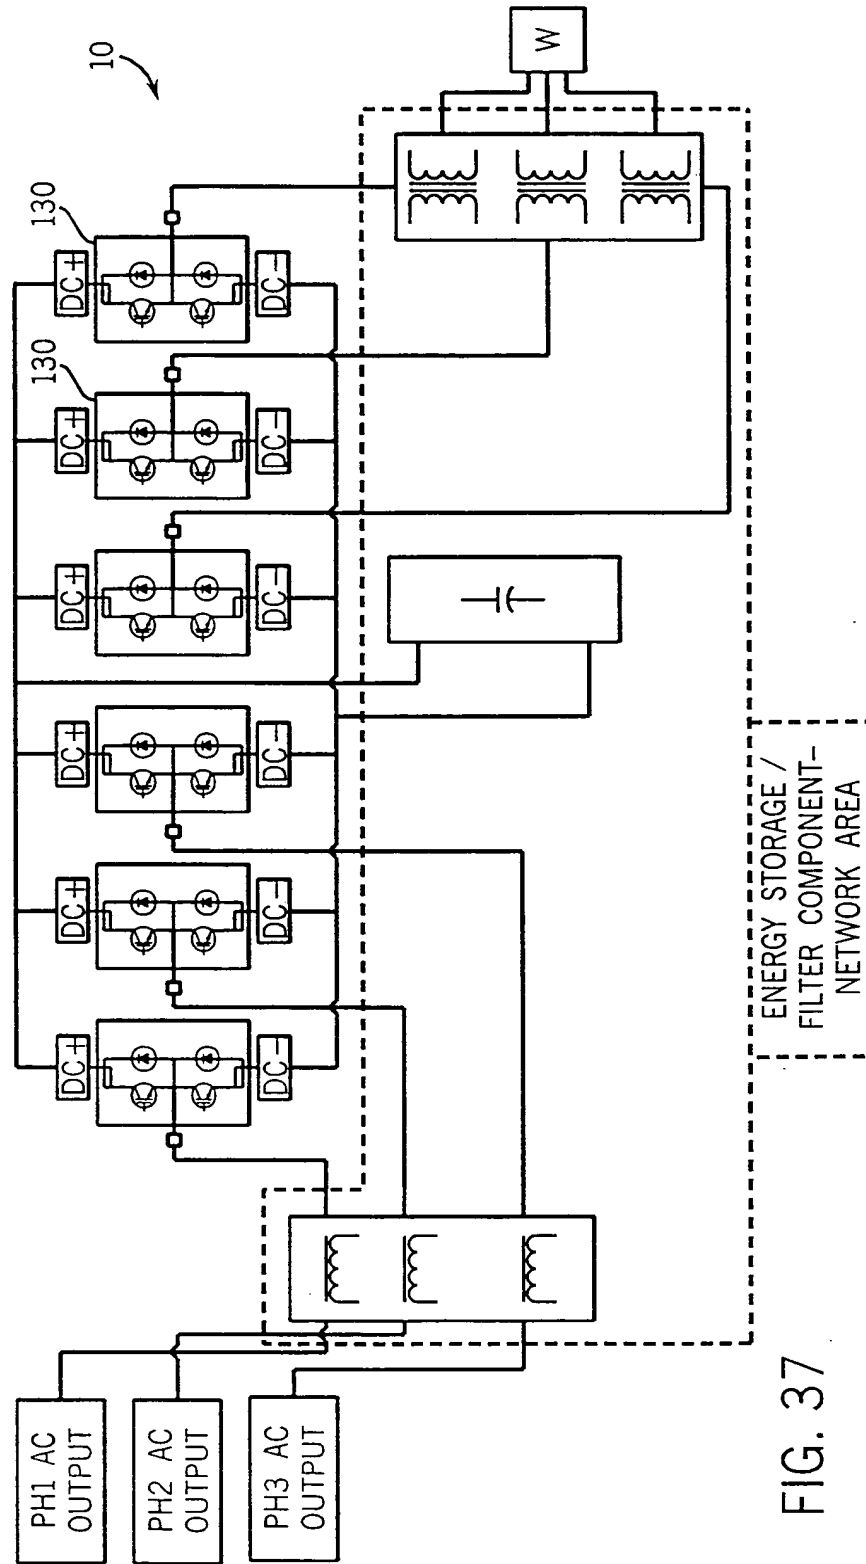 10
130
130
DC+
DC+
DC+
DC+
DC+
DC+
DC-
DC-
DC-
DC-
DC-
DC-
W
PH1 AC
OUTPUT
PH2 AC
OUTPUT
PH3 AC
OUTPUT
ENERGY STORAGE /
FILTER COMPONENT-
NETWORK AREA
FIG. 37